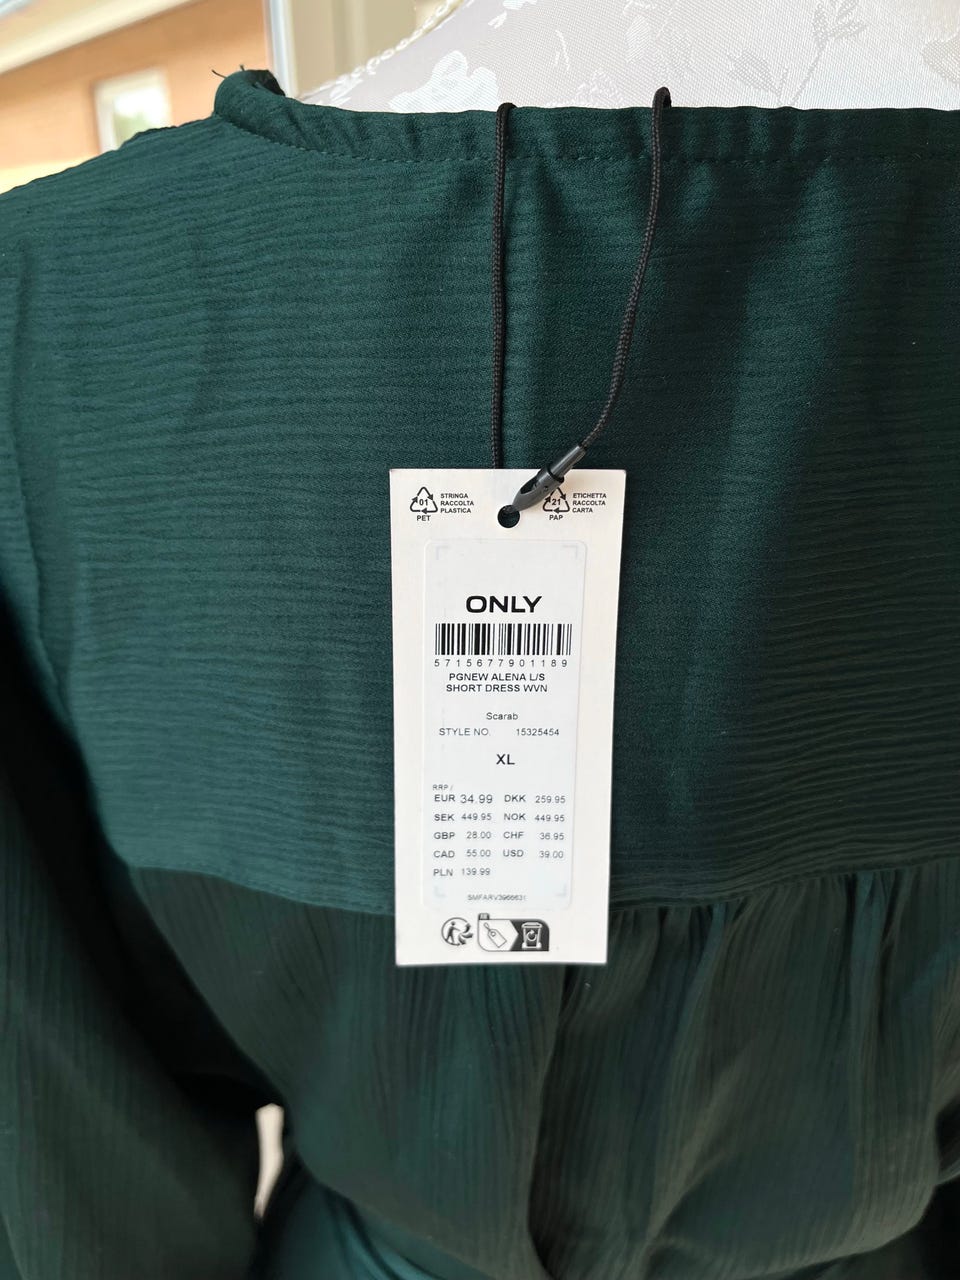 01
PET
STRINGA
RACCOLTA
PLASTICA
21
PAP
ETICHETTA
RACCOLTA
CARTA
ONLY
5715677901189
PGNEW ALENA L/S
SHORT DRESS WVN
Scarab
STYLE NO. 15325454
XL
RRP /
EUR 34.99 DKK 259.95
SEK 449.95 NOK 449.95
GBP 28.00 CHF 36.95
CAD 55.00 USD 39.00
PLN 139.99
SMFARV3966631